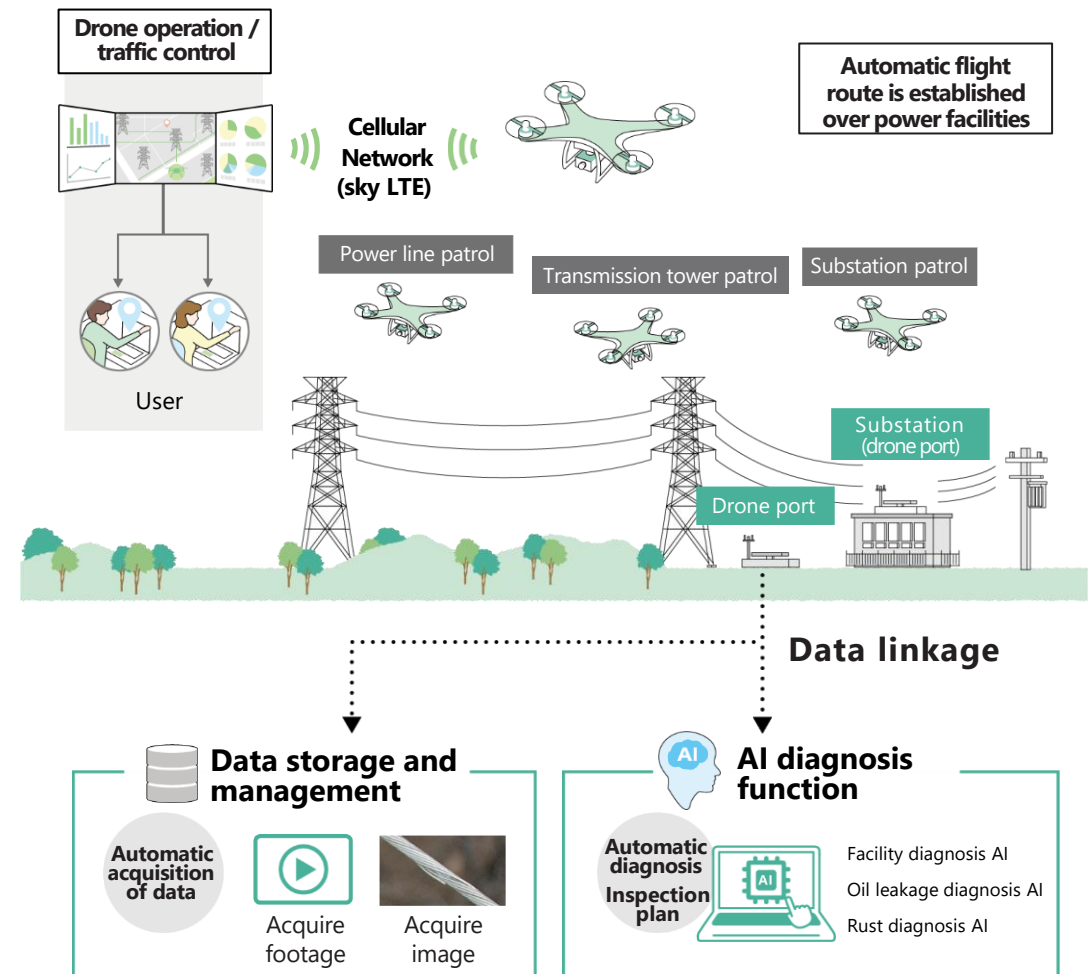 Drone operation /
traffic control
Automatic flight
route is established
over power facilities
Cellular
Network
(sky LTE)
Power line patrol
Transmission tower patrol
Substation patrol
User
Substation
(drone port)
Drone port
Data linkage
Data storage and
management
Automatic
acquisition
of data
Acquire
footage
Acquire
image
AI
AI diagnosis
function
Automatic
diagnosis
Inspection
plan
AI
Facility diagnosis AI
Oil leakage diagnosis AI
Rust diagnosis AI